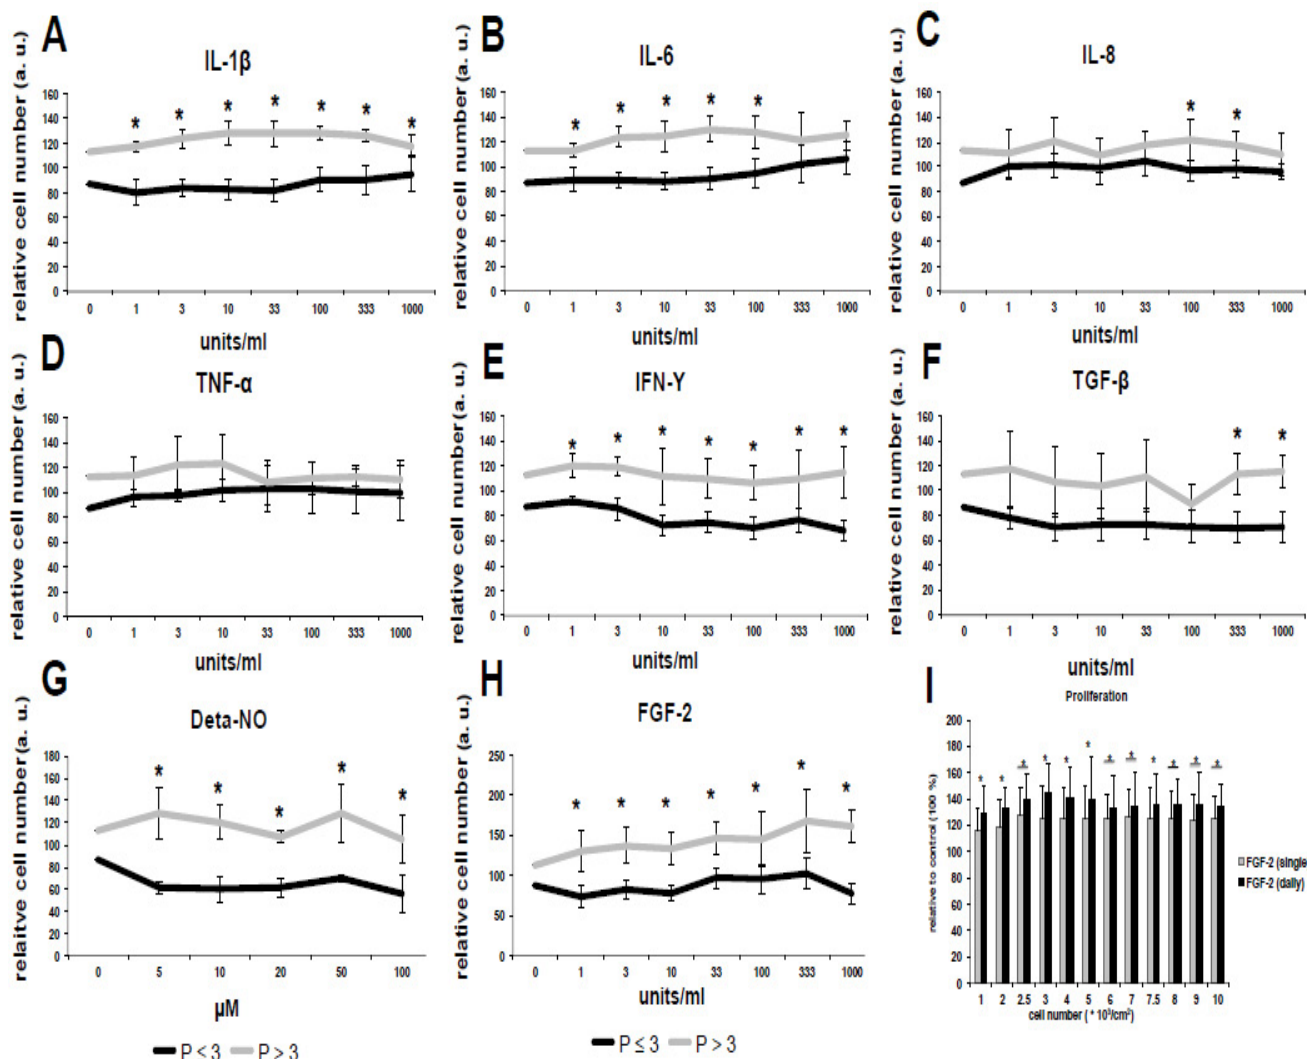 A
IL-1β
relative cell number (a. u.)
160
140
120
100
80
60
40
20
0
* * * * * * *
0 1 3 10 33 100 333 1000
units/ml
B
IL-6
relative cell number (a. u.)
160
140
120
100
80
60
40
20
0
* * * * *
0 1 3 10 33 100 333 1000
units/ml
C
IL-8
relative cell number (a. u.)
160
140
120
100
80
60
40
20
0
* *
0 1 3 10 33 100 333 1000
units/ml
D
TNF-α
relative cell number (a. u.)
160
140
120
100
80
60
40
20
0
0 1 3 10 33 100 333 1000
units/ml
E
IFN-Y
relative cell number (a. u.)
160
140
120
100
80
60
40
20
0
* * * * * * *
0 1 3 10 33 100 333 1000
units/ml
F
TGF-β
relative cell number (a. u.)
160
140
120
100
80
60
40
20
0
* *
0 1 3 10 33 100 333 1000
units/ml
G
Deta-NO
relaitve cell number (a. u.)
180
160
140
120
100
80
60
40
20
0
* * * * *
0 5 10 20 50 100
µM
P < 3 P > 3
H
FGF-2
relative cell number (a. u.)
250
200
150
100
50
0
* * * * * * *
0 1 3 10 33 100 333 1000
units/ml
P ≤ 3 P > 3
I
Proliferation
relative to control (100 %)
200
180
160
140
120
100
80
60
40
20
0
* * * * * * * * * * * *
1 2 2.5 3 4 5 6 7 7.5 8 9 10
cell number ( * 10³/cm²)
FGF-2 (single
FGF-2 (daily)